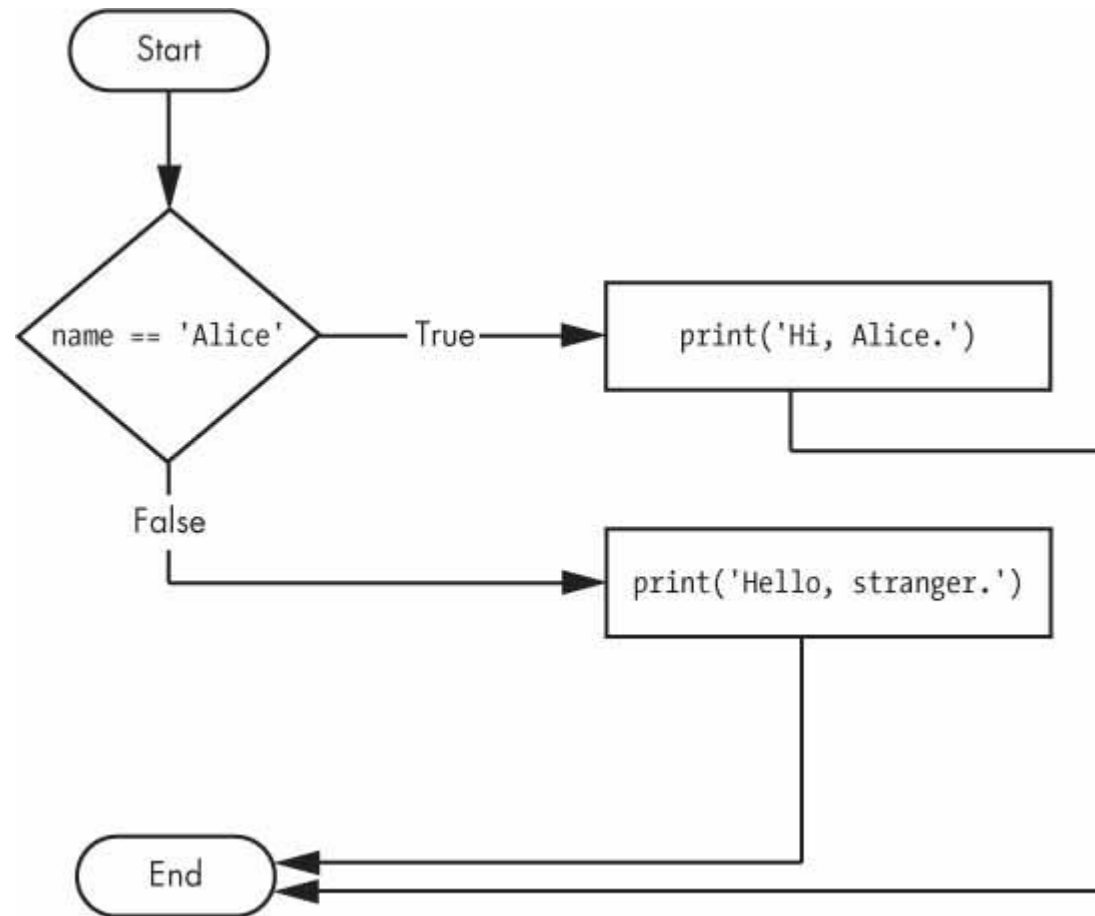 Start
name == 'Alice'
True
print('Hi, Alice.')
False
print('Hello, stranger.')
End